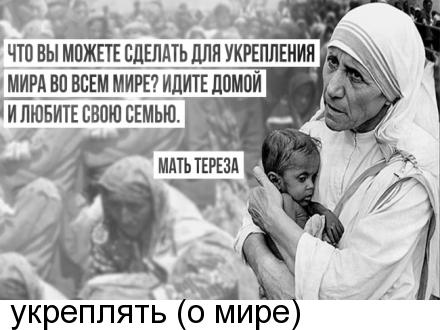 ЧТО ВЫ МОЖЕТЕ СДЕЛАТЬ ДЛЯ УКРЕПЛЕНИЯ
МИРА ВО ВСЕМ МИРЕ? ИДИТЕ ДОМОЙ
И ЛЮБИТЕ СВОЮ СЕМЬЮ.
МАТЬ ТЕРЕЗА
укреплять (о мире)